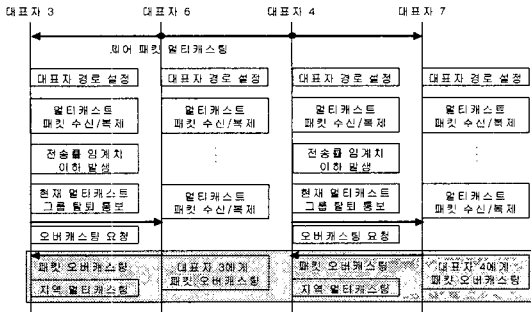 대표자 3 대표자 6 대표자 4 대표자 7
제어 패킷 멀티캐스팅
대표자 경로 설정 대표자 경로 설정 대표자 경로 설정 대표자 경로 설정
멀티캐스트 멀티캐스트 멀티캐스트 멀티캐스트
패킷 수신/복제 패킷 수신/복제 패킷 수신/복제 패킷 수신/복제
전송률 임계치 전송률 임계치
이하 발생 이하 발생
현재 멀티캐스트 멀티캐스트 현재 멀티캐스트 멀티캐스트
그룹 탈퇴 통보 패킷 수신/복제 그룹 탈퇴 통보 패킷 수신/복제
오버캐스팅 요청 오버캐스팅 요청
패킷 오버캐스팅 대표자 3에게 패킷 오버캐스팅 대표자 4에게
패킷 오버캐스팅 패킷 오버캐스팅
지역 멀티캐스팅 지역 멀티캐스팅